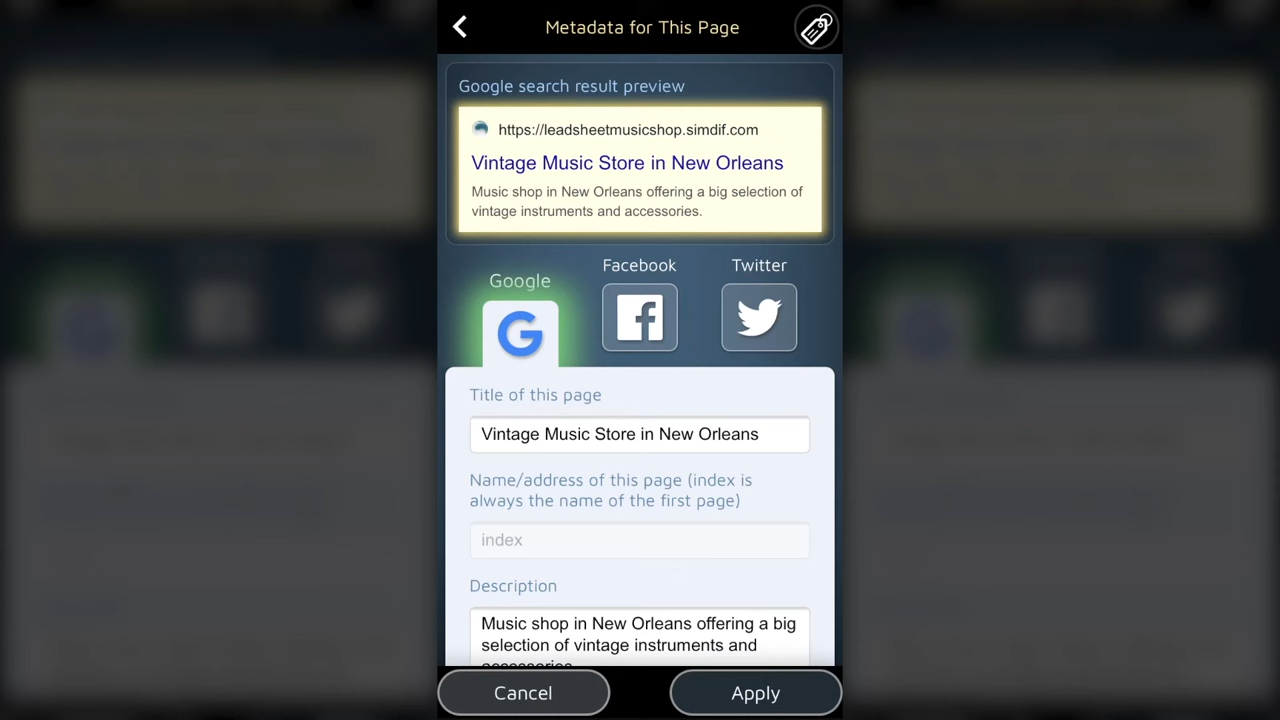 Metadata for This Page
Google search result preview
https://leadsheetmusicshop.simdif.com
Vintage Music Store in New Orleans
Music shop in New Orleans offering a big selection of
vintage instruments and accessories.
Google
Facebook
Twitter
Title of this page
Vintage Music Store in New Orleans
Name/address of this page (index is
always the name of the first page)
index
Description
Music shop in New Orleans offering a big
selection of vintage instruments and
accessories.
Cancel
Apply